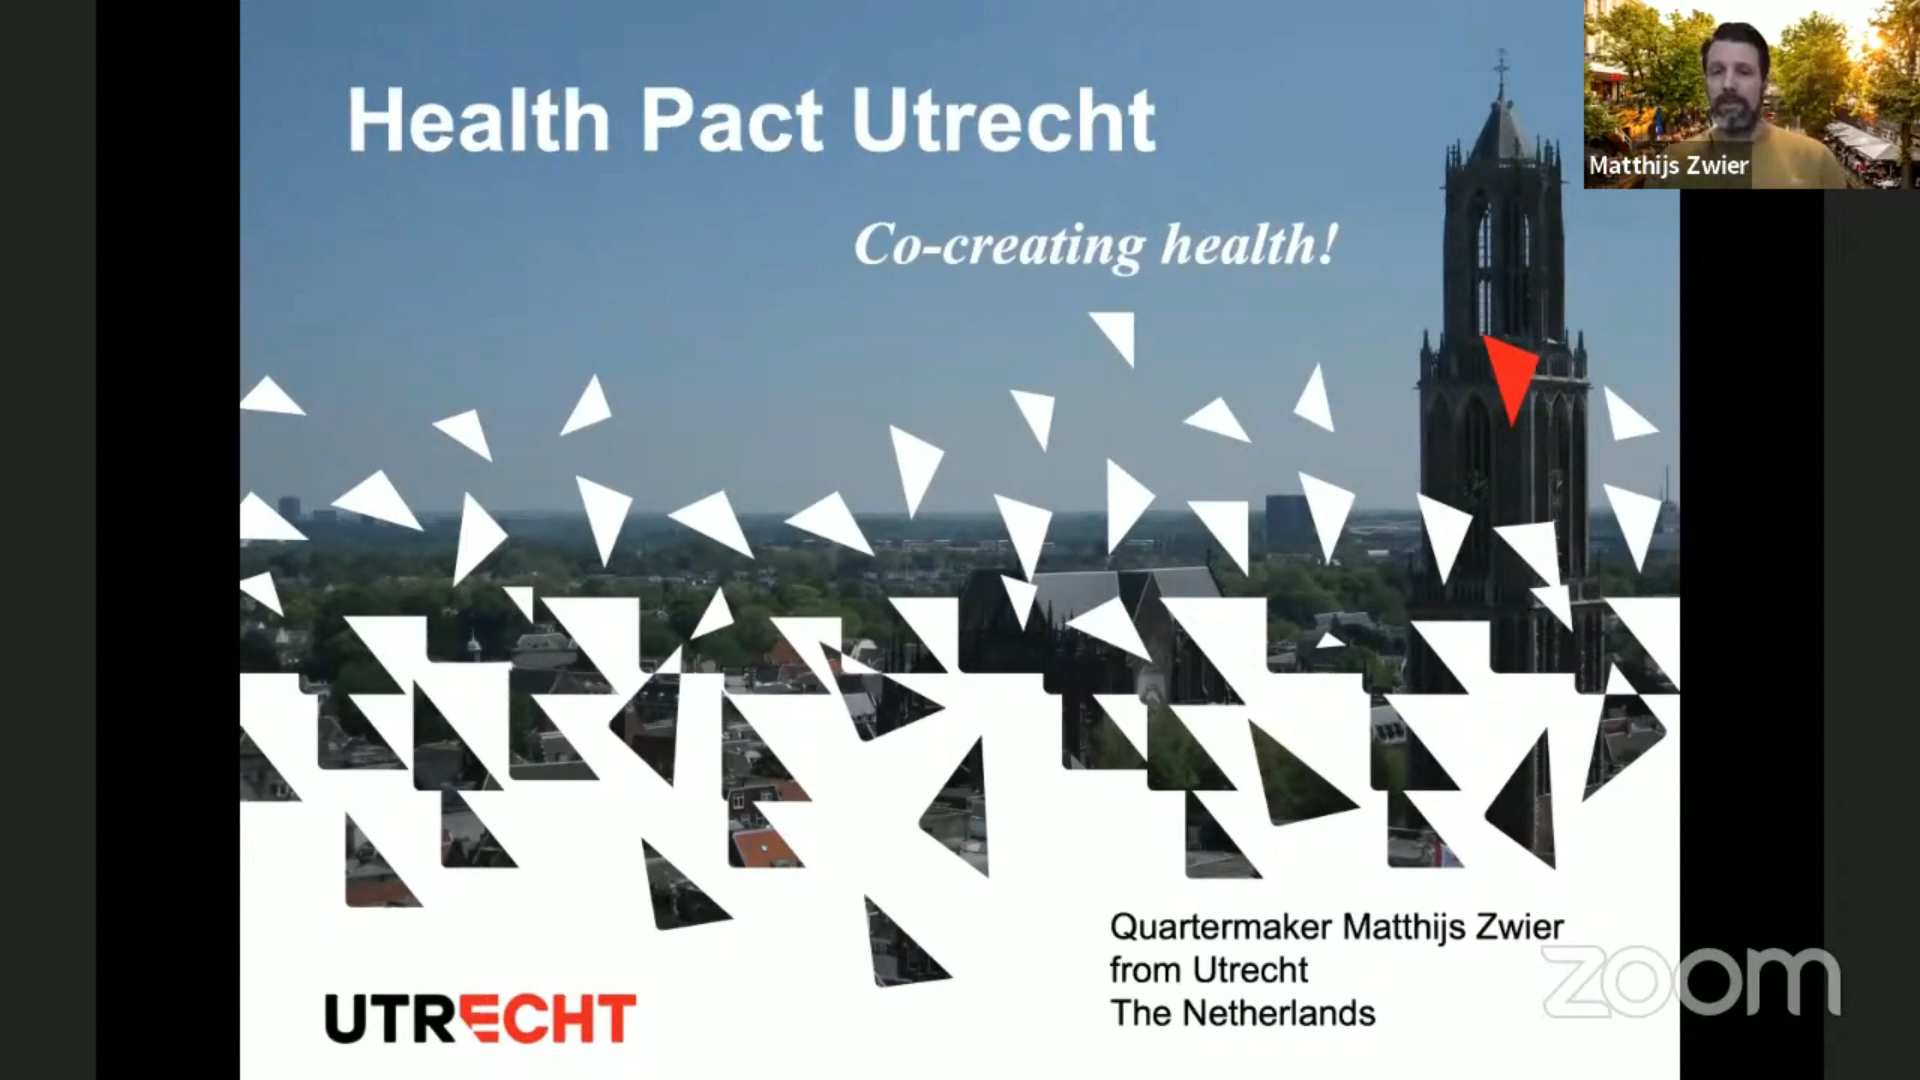 Health Pact Utrecht
Co-creating health!
Matthijs Zwier
Quartermaker Matthijs Zwier
from Utrecht
The Netherlands
UTRECHT
zoom